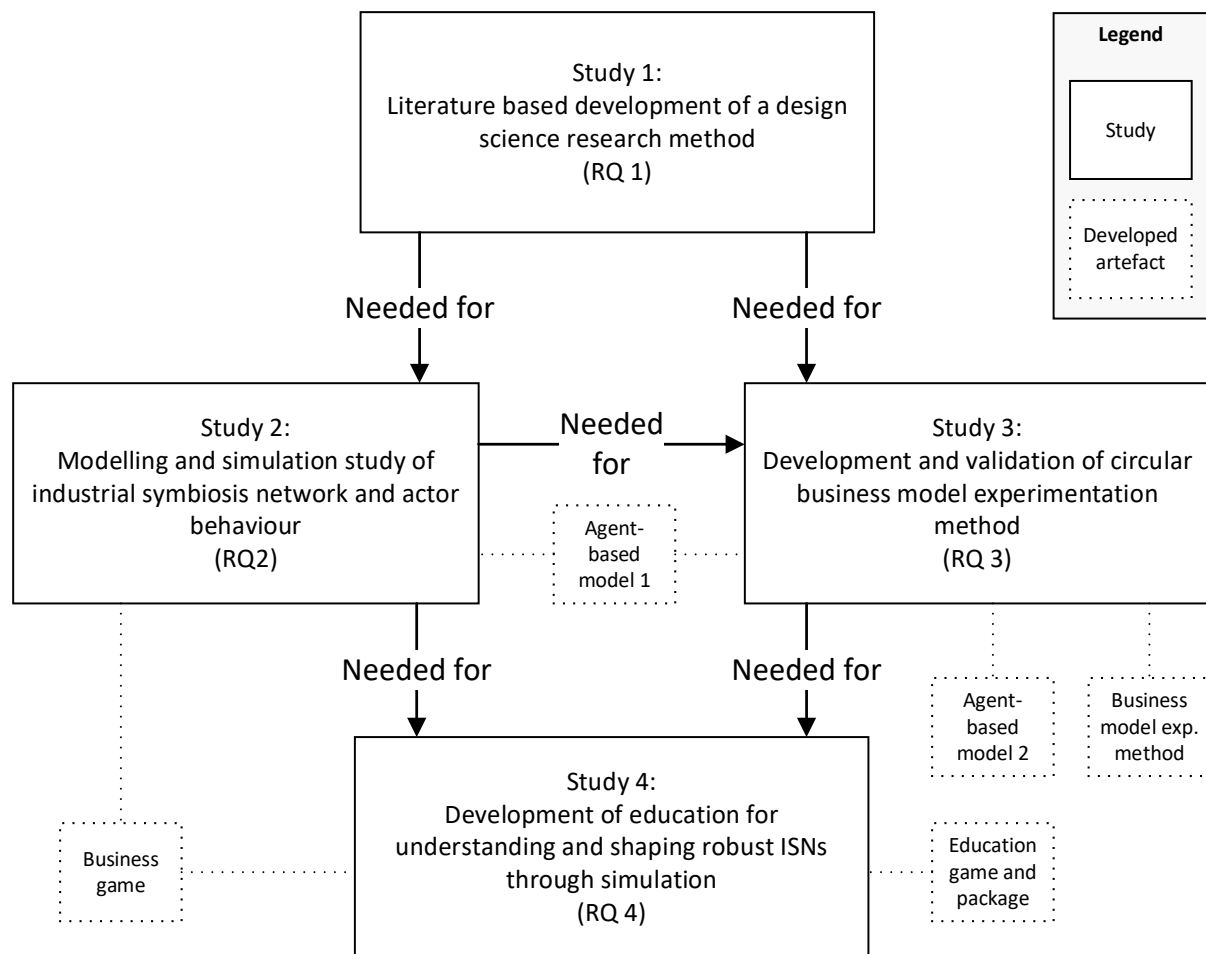 Study 1:
Literature based development of a design
science research method
(RQ 1)
Legend
Study
Developed
artefact
Needed for
Needed for
Study 2:
Modelling and simulation study of
industrial symbiosis network and actor
behaviour
(RQ2)
Needed
for
Study 3:
Development and validation of circular
business model experimentation
method
(RQ 3)
Agent-
based
model 1
Needed for
Needed for
Agent-
based
model 2
Business
model exp.
method
Study 4:
Development of education for
understanding and shaping robust ISNs
through simulation
(RQ 4)
Business
game
Education
game and
package